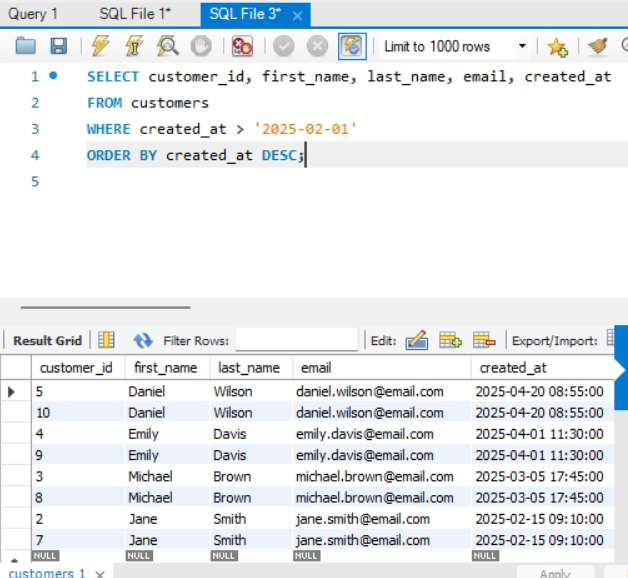 Query 1 SQL File 1* SQL File 3*
Limit to 1000 rows
1 SELECT customer_id, first_name, last_name, email, created_at
2 FROM customers
3 WHERE created_at > '2025-02-01'
4 ORDER BY created_at DESC;
5
Result Grid Filter Rows: Edit: Export/Import:
customer_id first_name last_name email created_at
5 Daniel Wilson daniel.wilson@email.com 2025-04-20 08:55:00
10 Daniel Wilson daniel.wilson@email.com 2025-04-20 08:55:00
4 Emily Davis emily.davis@email.com 2025-04-01 11:30:00
9 Emily Davis emily.davis@email.com 2025-04-01 11:30:00
3 Michael Brown michael.brown@email.com 2025-03-05 17:45:00
8 Michael Brown michael.brown@email.com 2025-03-05 17:45:00
2 Jane Smith jane.smith@email.com 2025-02-15 09:10:00
7 Jane Smith jane.smith@email.com 2025-02-15 09:10:00
NULL NULL NULL NULL NULL
customers 1 Apply